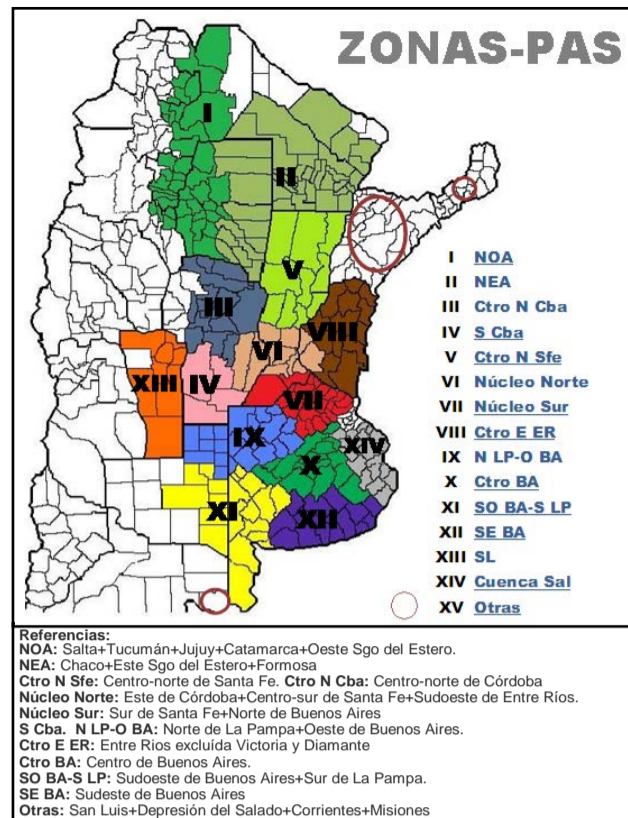 ZONAS-PAS
I
II
V
III
VIII
VI
IV
XIII
VII
IX
XIV
X
XI
XII
I NOA
II NEA
III Ctro N Cba
IV S Cba
V Ctro N Sfe
VI Núcleo Norte
VII Núcleo Sur
VIII Ctro E ER
IX N LP-O BA
X Ctro BA
XI SO BA-S LP
XII SE BA
XIII SL
XIV Cuenca Sal
XV Otras
Referencias:
NOA: Salta+Tucumán+Jujuy+Catamarca+Oeste Sgo del Estero.
NEA: Chaco+Este Sgo del Estero+Formosa
Ctro N Sfe: Centro-norte de Santa Fe. Ctro N Cba: Centro-norte de Córdoba
Núcleo Norte: Este de Córdoba+Centro-sur de Santa Fe+Sudoeste de Entre Ríos.
Núcleo Sur: Sur de Santa Fe+Norte de Buenos Aires
S Cba. N LP-O BA: Norte de La Pampa+Oeste de Buenos Aires.
Ctro E ER: Entre Rios excluída Victoria y Diamante
Ctro BA: Centro de Buenos Aires.
SO BA-S LP: Sudoeste de Buenos Aires+Sur de La Pampa.
SE BA: Sudeste de Buenos Aires
Otras: San Luis+Depresión del Salado+Corrientes+Misiones